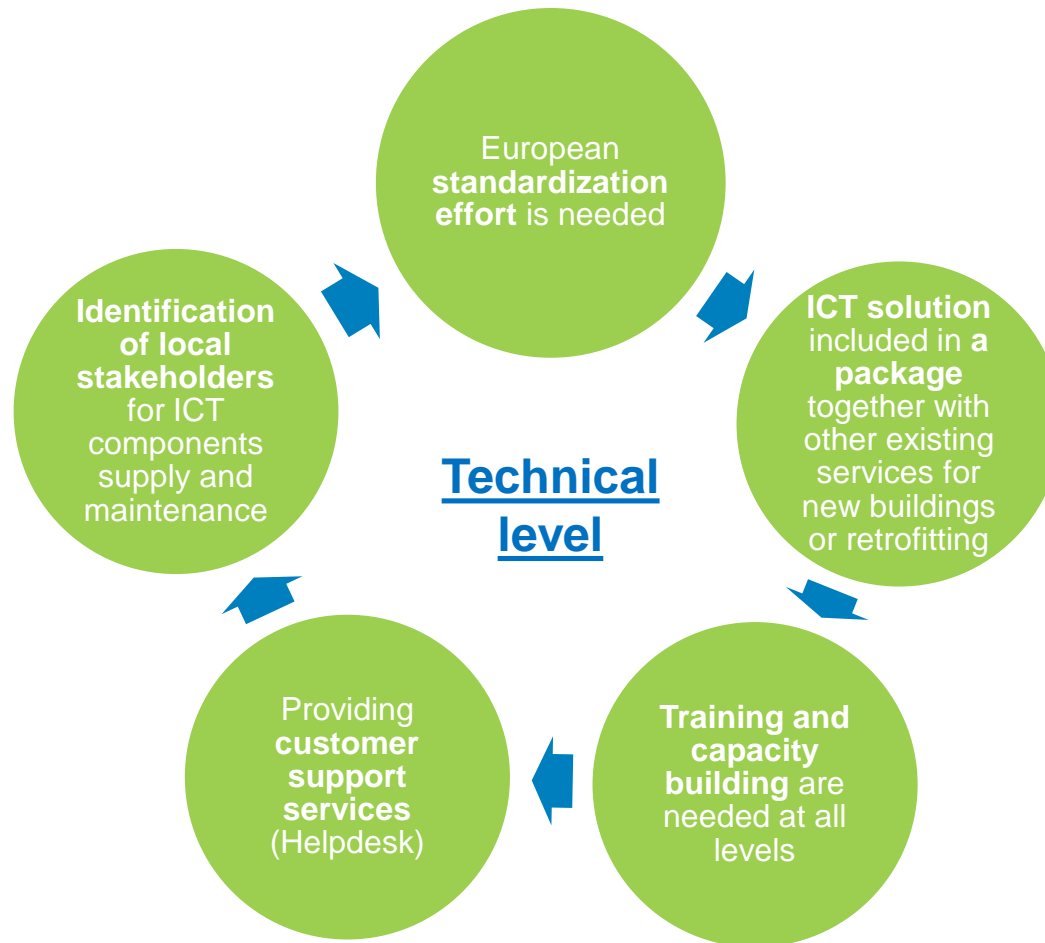 European
standardization
effort is needed
ICT solution
included in a
package
together with
other existing
services for
new buildings
or retrofitting
Training and
capacity
building are
needed at all
levels
Providing
customer
support
services
(Helpdesk)
Identification
of local
stakeholders
for ICT
components
supply and
maintenance
Technical
level